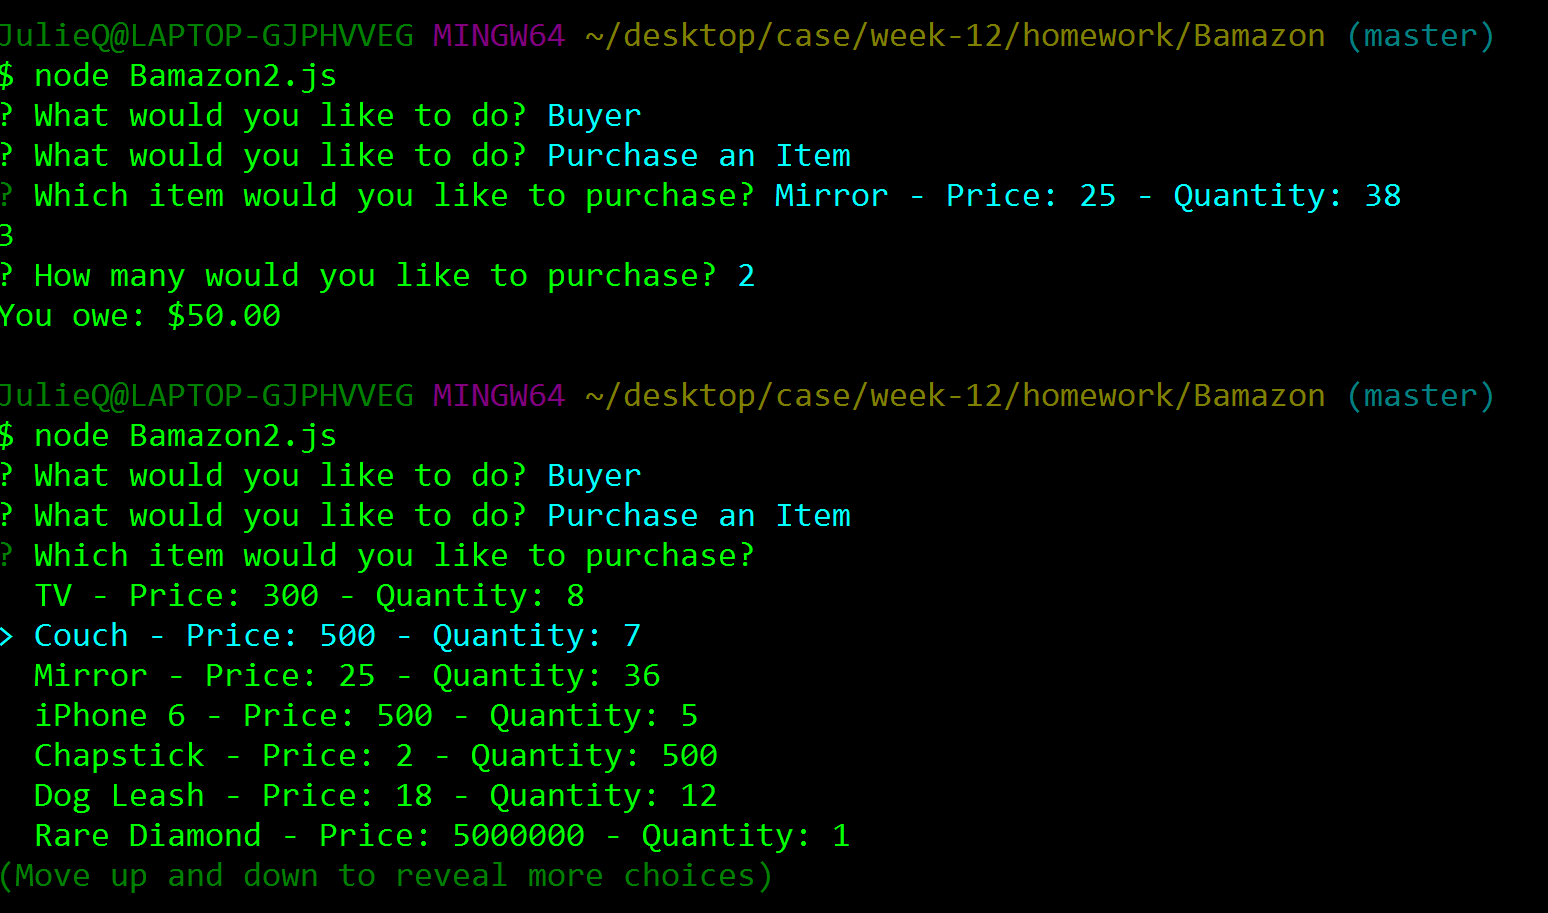 JulieQ@LAPTOP-GJPHVVEG MINGW64 ~/desktop/case/week-12/homework/Bamazon (master)
$ node Bamazon2.js
? What would you like to do? Buyer
? What would you like to do? Purchase an Item
? Which item would you like to purchase? Mirror - Price: 25 - Quantity: 38
3
? How many would you like to purchase? 2
You owe: $50.00
JulieQ@LAPTOP-GJPHVVEG MINGW64 ~/desktop/case/week-12/homework/Bamazon (master)
$ node Bamazon2.js
? What would you like to do? Buyer
? What would you like to do? Purchase an Item
? Which item would you like to purchase?
TV - Price: 300 - Quantity: 8
> Couch - Price: 500 - Quantity: 7
Mirror - Price: 25 - Quantity: 36
iPhone 6 - Price: 500 - Quantity: 5
Chapstick - Price: 2 - Quantity: 500
Dog Leash - Price: 18 - Quantity: 12
Rare Diamond - Price: 5000000 - Quantity: 1
(Move up and down to reveal more choices)